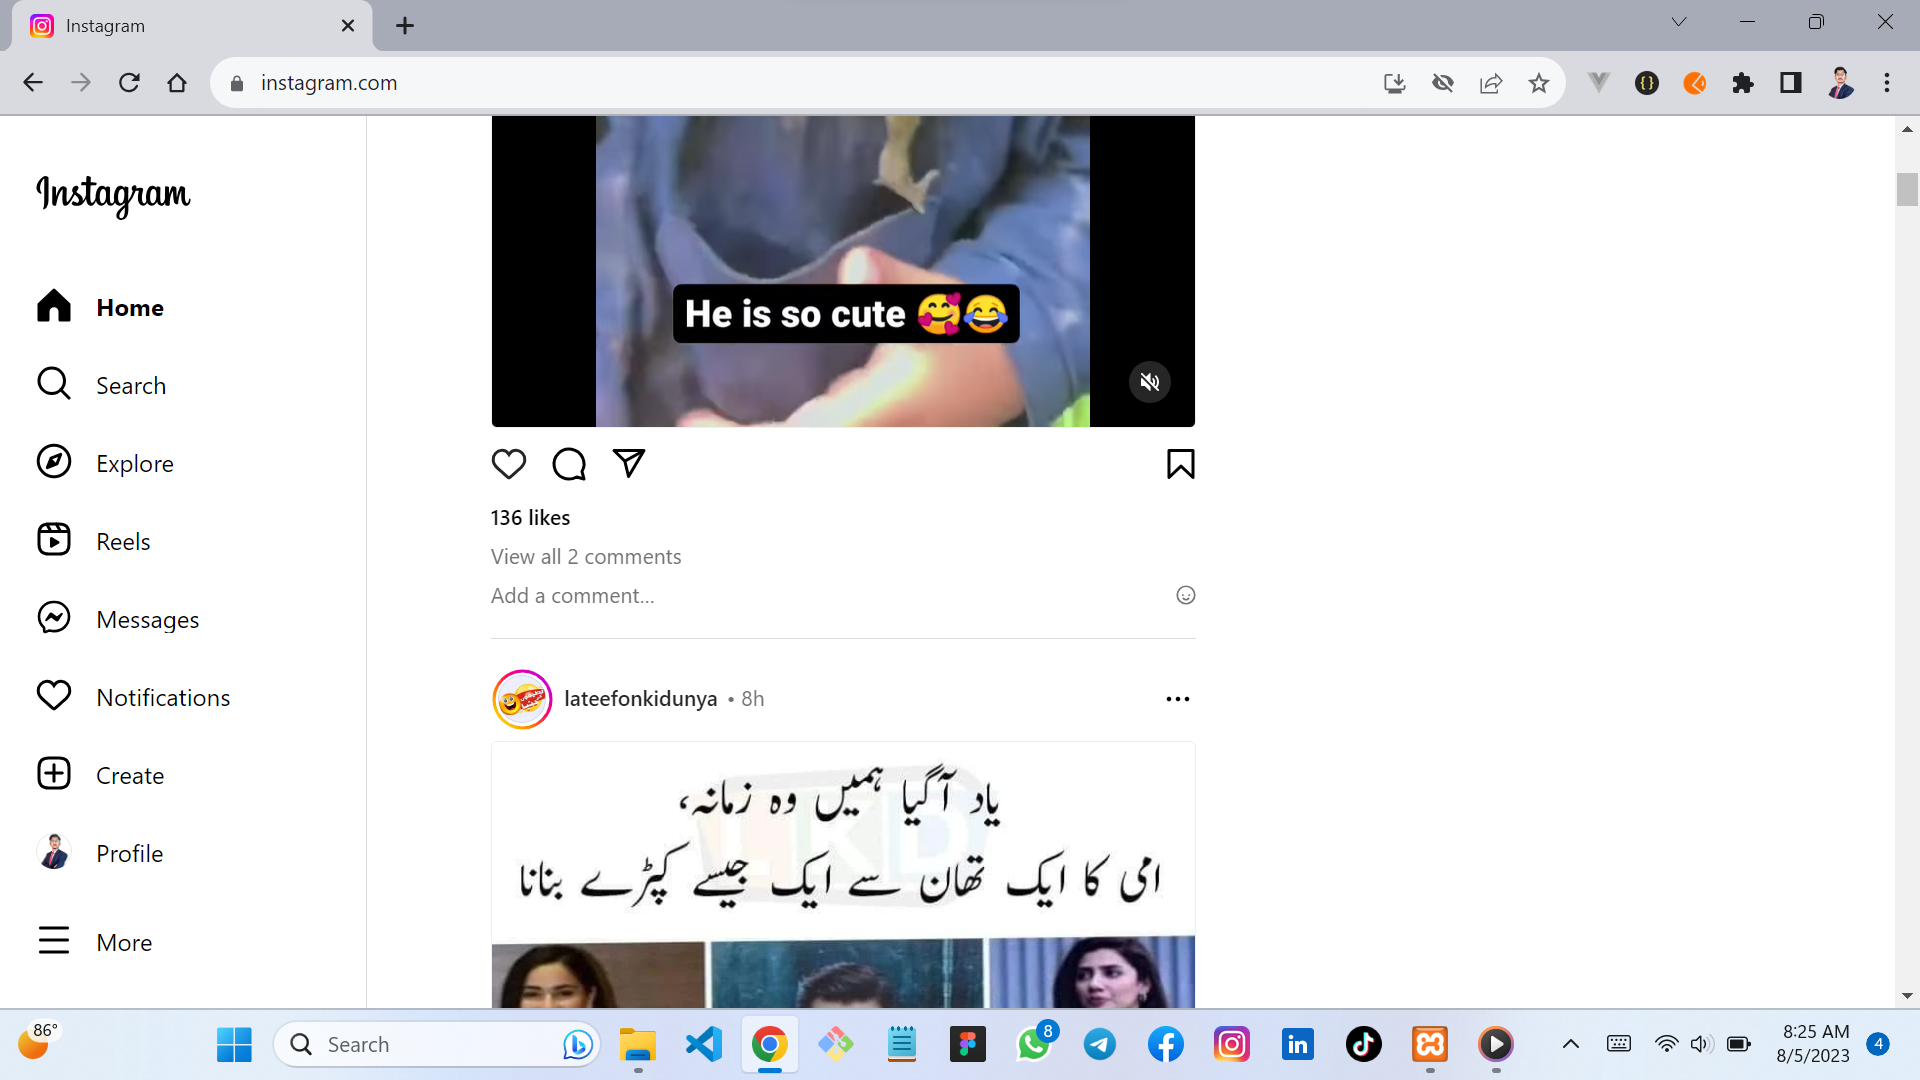 Instagram
instagram.com
Instagram
Home
Search
Explore
Reels
Messages
Notifications
Create
Profile
More
He is so cute 🥰😂
136 likes
View all 2 comments
Add a comment...
lateefonkidunya • 8h
یاد آگیا ہمیں وہ زمانہ،
امی کا ایک تھان سے ایک جیسے کپڑے بنانا
LKD
86°
Search
8
8:25 AM
8/5/2023
4